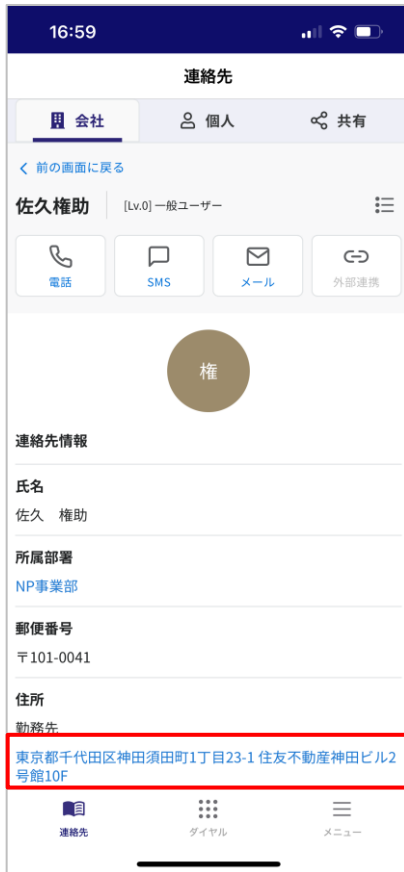 16:59
連絡先
会社
個人
共有
前の画面に戻る
佐久権助
[Lv.0] 一般ユーザー
電話
SMS
メール
外部連携
権
連絡先情報
氏名
佐久　権助
所属部署
NP事業部
郵便番号
〒101-0041
住所
勤務先
東京都千代田区神田須田町1丁目23-1 住友不動産神田ビル2
号館10F
連絡先
ダイヤル
メニュー